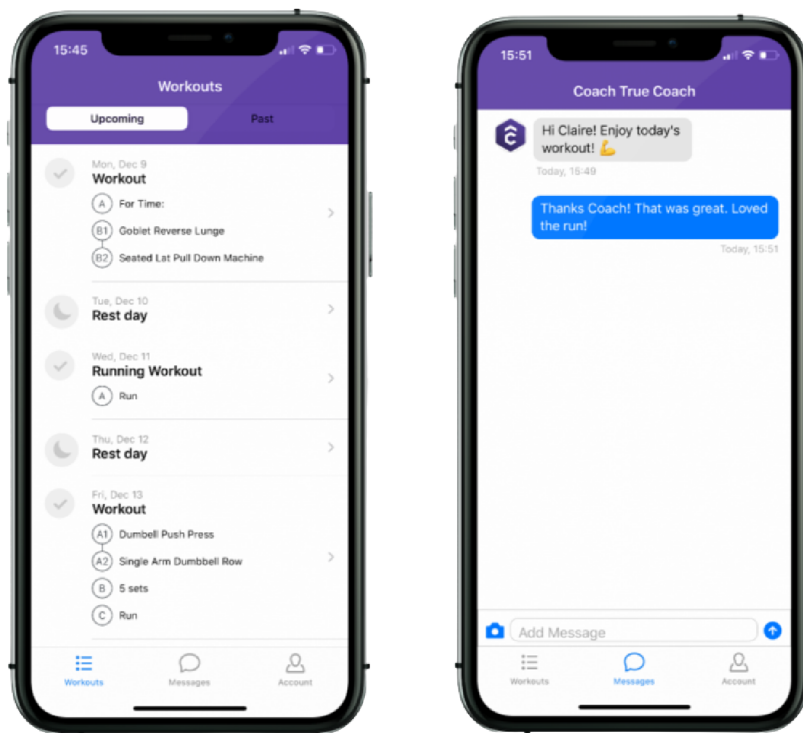 15:45
Workouts
Upcoming
Past
Mon, Dec 9
Workout
A For Time:
B1 Goblet Reverse Lunge
B2 Seated Lat Pull Down Machine
Tue, Dec 10
Rest day
Wed, Dec 11
Running Workout
A Run
Thu, Dec 12
Rest day
Fri, Dec 13
Workout
A1 Dumbell Push Press
A2 Single Arm Dumbbell Row
B 5 sets
C Run
Workouts
Messages
Account
15:51
Coach True Coach
Hi Claire! Enjoy today's
workout! 💪
Today, 15:49
Thanks Coach! That was great. Loved
the run!
Today, 15:51
Add Message
Workouts
Messages
Account